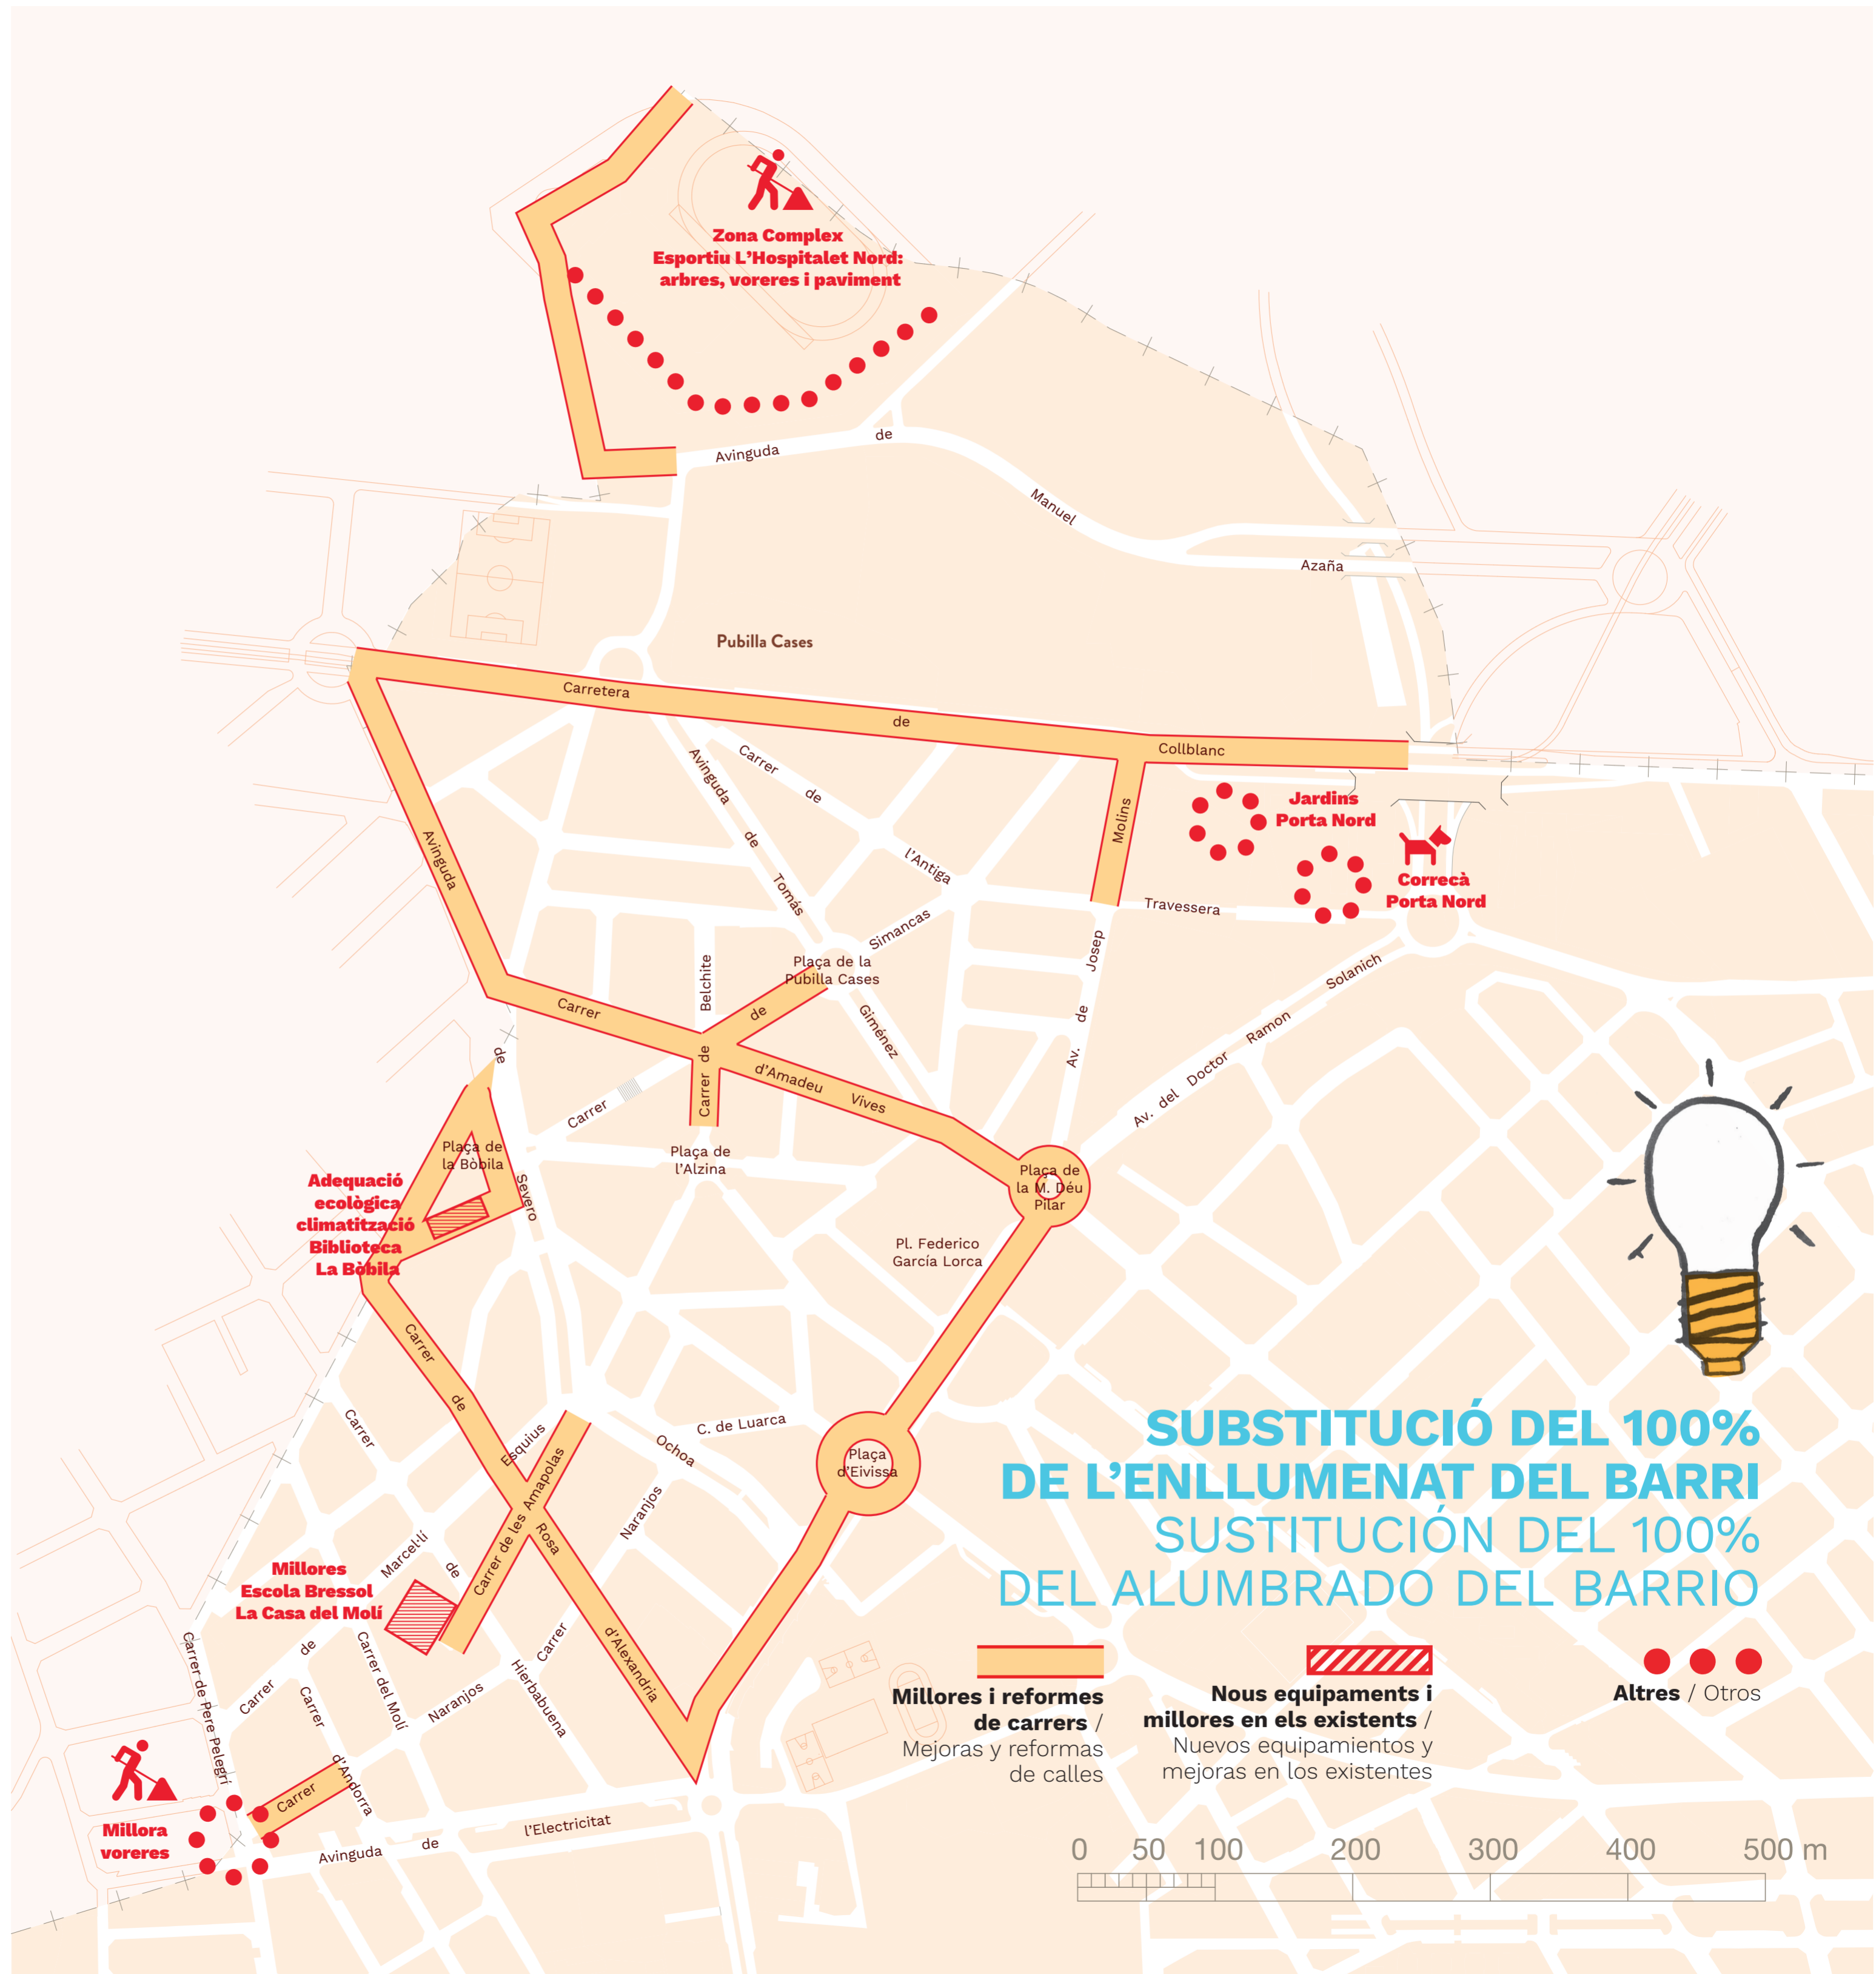 Zona Complex
Esportiu L’Hospitalet Nord:
arbres, voreres i paviment
Avinguda
de
Manuel
Azaña
Pubilla Cases
Carretera
de
Collblanc
Carrer
de
l’Antiga
Avinguda
de
Tomás
Giménez
Molins
Josep
de
Av.
Jardins
Porta Nord
Correcà
Porta Nord
Travessera
Avinguda
de
Severo
Ochoa
Simancas
de
Carrer
Plaça de la
Pubilla Cases
Belchite
de
Carrer
Carrer
d’Amadeu
Vives
Av. del Doctor Ramon Solanich
Plaça de
la Bòbila
Plaça de
l’Alzina
Plaça de
la M. Déu
Pilar
Adequació
ecològica
climatització
Biblioteca
La Bòbila
Pl. Federico
García Lorca
Carrer
de
Rosa
d’Alexandria
C. de Luarca
Plaça
d’Eivissa
Carrer
de
Hierbabuena
Esquius
Marcel·lí
de
Carrer
Carrer de les Amapolas
Naranjos
Carrer
Naranjos
Millores
Escola Bressol
La Casa del Molí
Carrer de Pere Pelegrí
Carrer del Molí
Carrer
d’Andorra
Carrer
Millora
voreres
Avinguda de l’Electricitat
SUBSTITUCIÓ DEL 100%
DE L’ENLLUMENAT DEL BARRI
SUSTITUCIÓN DEL 100%
DEL ALUMBRADO DEL BARRIO
Millores i reformes
de carrers /
Mejoras y reformas
de calles
Nous equipaments i
millores en els existents /
Nuevos equipamientos y
mejoras en los existentes
Altres / Otros
0 50 100 200 300 400 500 m